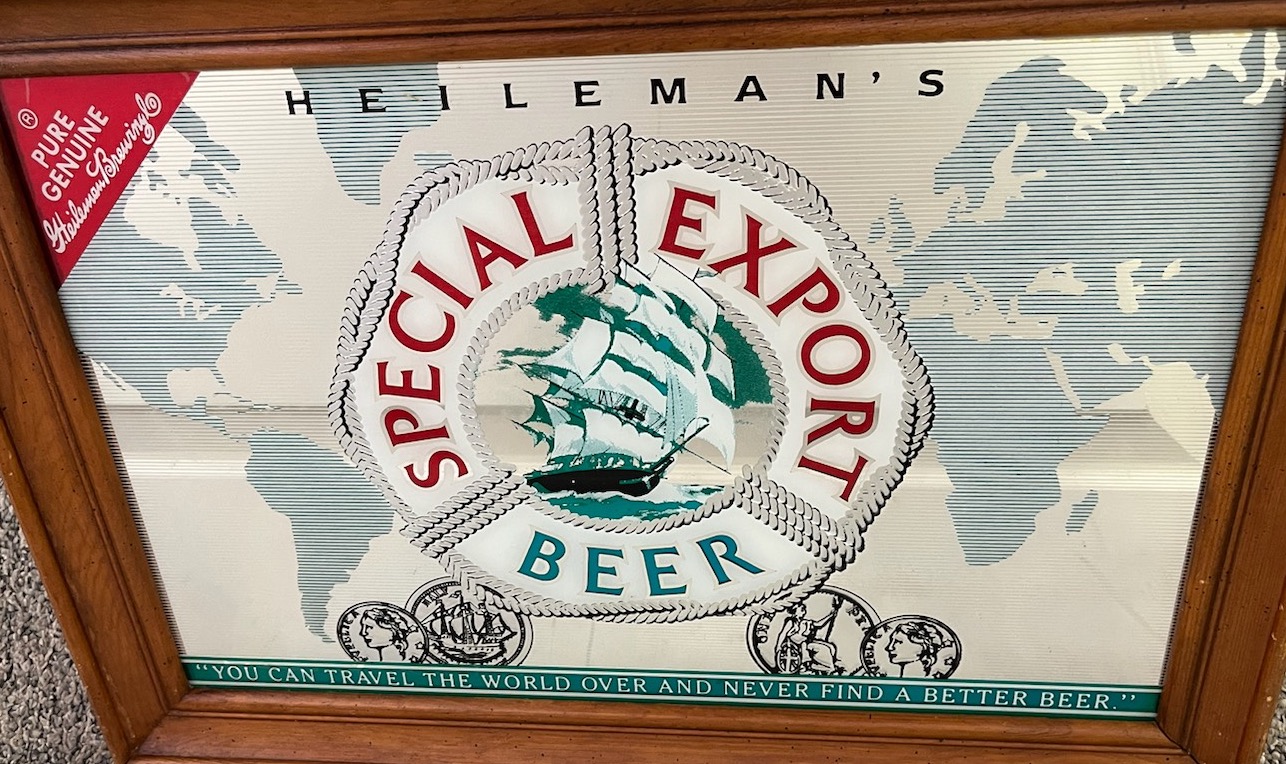 HEILEMAN'S
® PURE
GENUINE
Heileman Brewing
SPECIAL EXPORT
BEER
"YOU CAN TRAVEL THE WORLD OVER AND NEVER FIND A BETTER BEER."